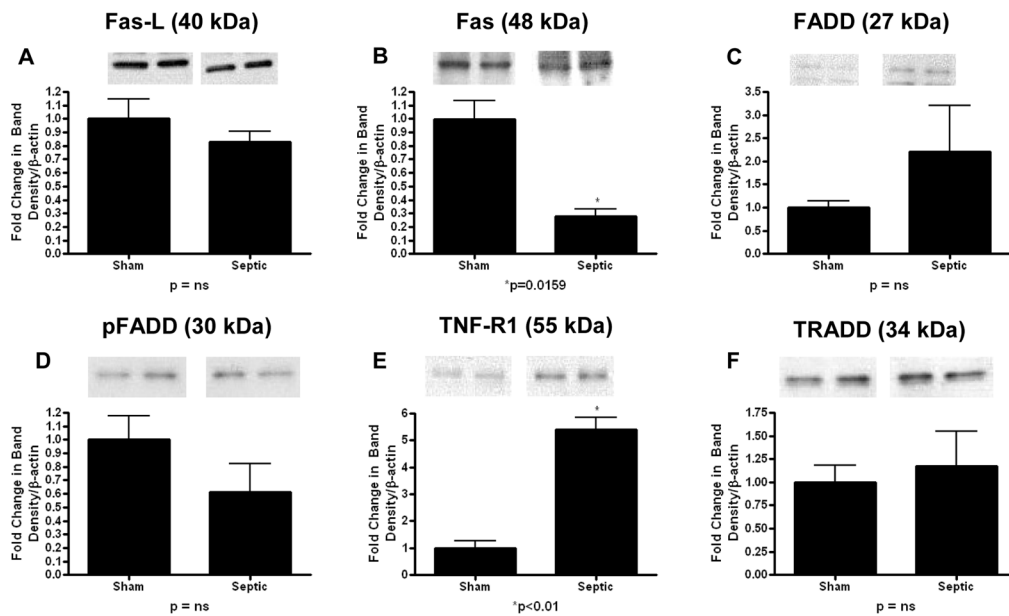 Fas-L (40 kDa)
Fas (48 kDa)
FADD (27 kDa)
A
B
C
Fold Change in Band
Density/β-actin
1.2
1.1
1.0
0.9
0.8
0.7
0.6
0.5
0.4
0.3
0.2
0.1
0.0
Sham
Septic
p = ns
Fold Change in Band
Density/β-actin
1.2
1.1
1.0
0.9
0.8
0.7
0.6
0.5
0.4
0.3
0.2
0.1
0.0
*
Sham
Septic
*p=0.0159
Fold Change in Band
Density/β-actin
3.5
3.0
2.5
2.0
1.5
1.0
0.5
0.0
Sham
Septic
p = ns
pFADD (30 kDa)
TNF-R1 (55 kDa)
TRADD (34 kDa)
D
E
F
Fold Change in Band
Density/β-actin
1.2
1.1
1.0
0.9
0.8
0.7
0.6
0.5
0.4
0.3
0.2
0.1
0.0
Sham
Septic
p = ns
Fold Change in Band
Density/β-actin
6
5
4
3
2
1
0
*
Sham
Septic
*p<0.01
Fold Change in Band
Density/β-actin
1.75
1.50
1.25
1.00
0.75
0.50
0.25
0.00
Sham
Septic
p = ns